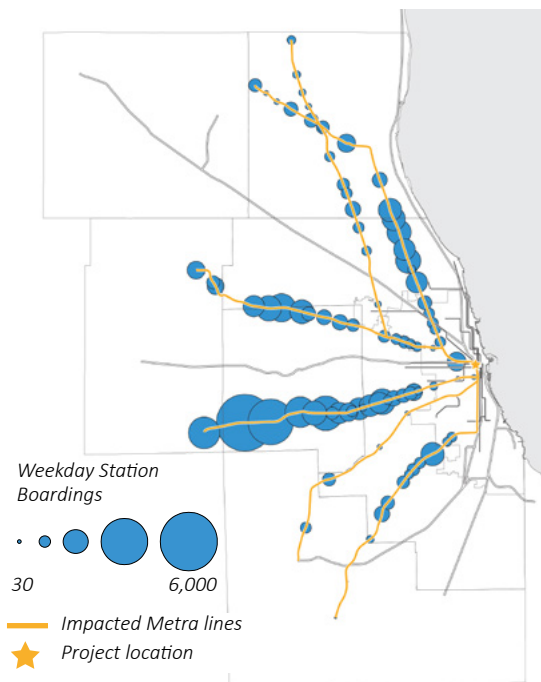 Weekday Station
Boardings
30
6,000
Impacted Metra lines
Project location